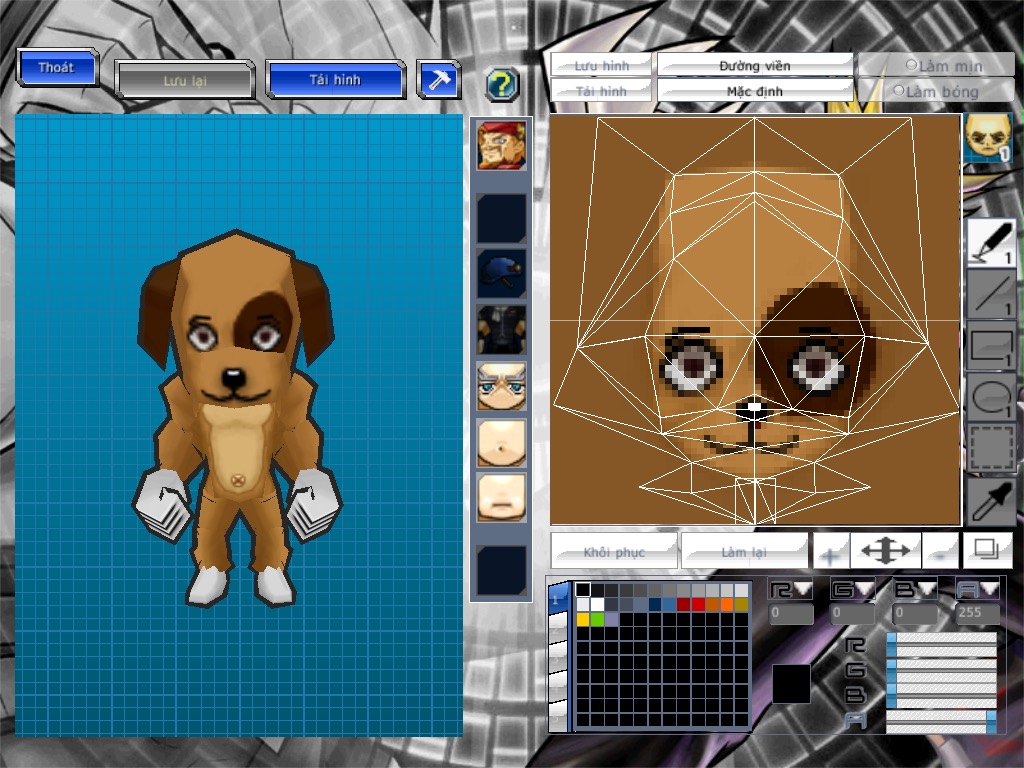 Thoát
Lưu lại
Tải hình
?
Lưu hình
Đường viền
Làm mịn
Tải hình
Mặc định
Làm bóng
1
1
1
1
1
Khôi phục
Làm lại
R G B A
0 0 0 255
1
R
G
B
A